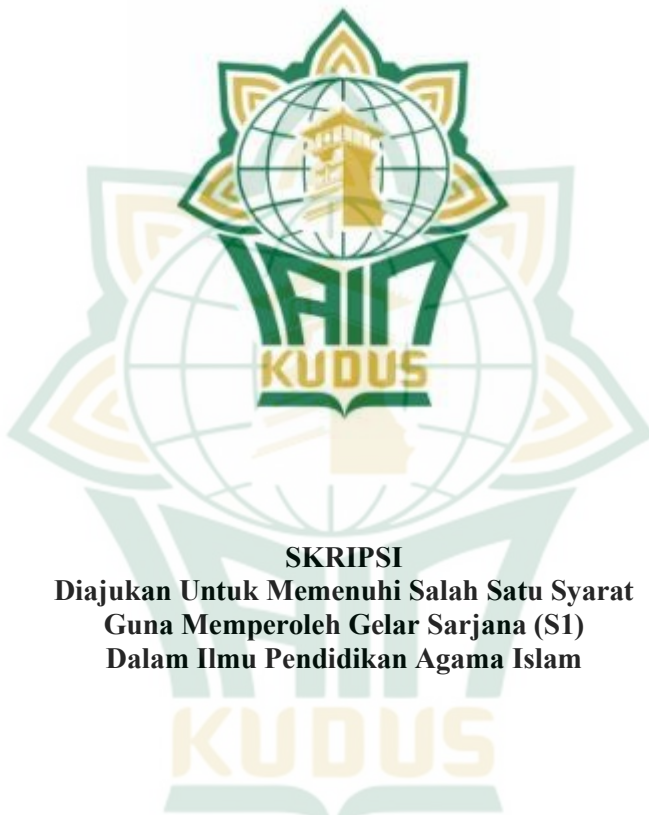 IAIN
KUDUS
SKRIPSI
Diajukan Untuk Memenuhi Salah Satu Syarat
Guna Memperoleh Gelar Sarjana (S1)
Dalam Ilmu Pendidikan Agama Islam
KUDUS